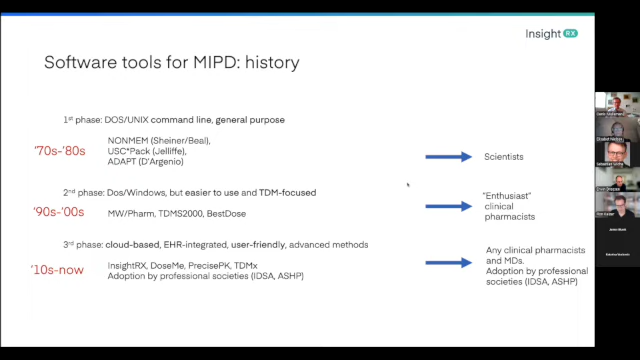 Insight RX
Software tools for MIPD: history
1st phase: DOS/UNIX command line, general purpose
'70s-'80s
NONMEM (Sheiner/Beal),
USC*Pack (Jelliffe),
ADAPT (D'Argenio)
Scientists
2nd phase: Dos/Windows, but easier to use and TDM-focused
'90s-'00s
MW/Pharm, TDMS2000, BestDose
"Enthusiast"
clinical
pharmacists
3rd phase: cloud-based, EHR-integrated, user-friendly, advanced methods
'10s-now
InsightRX, DoseMe, PrecisePK, TDMx
Adoption by professional societies (IDSA, ASHP)
Any clinical pharmacists
and MDs.
Adoption by professional
societies (IDSA, ASHP)